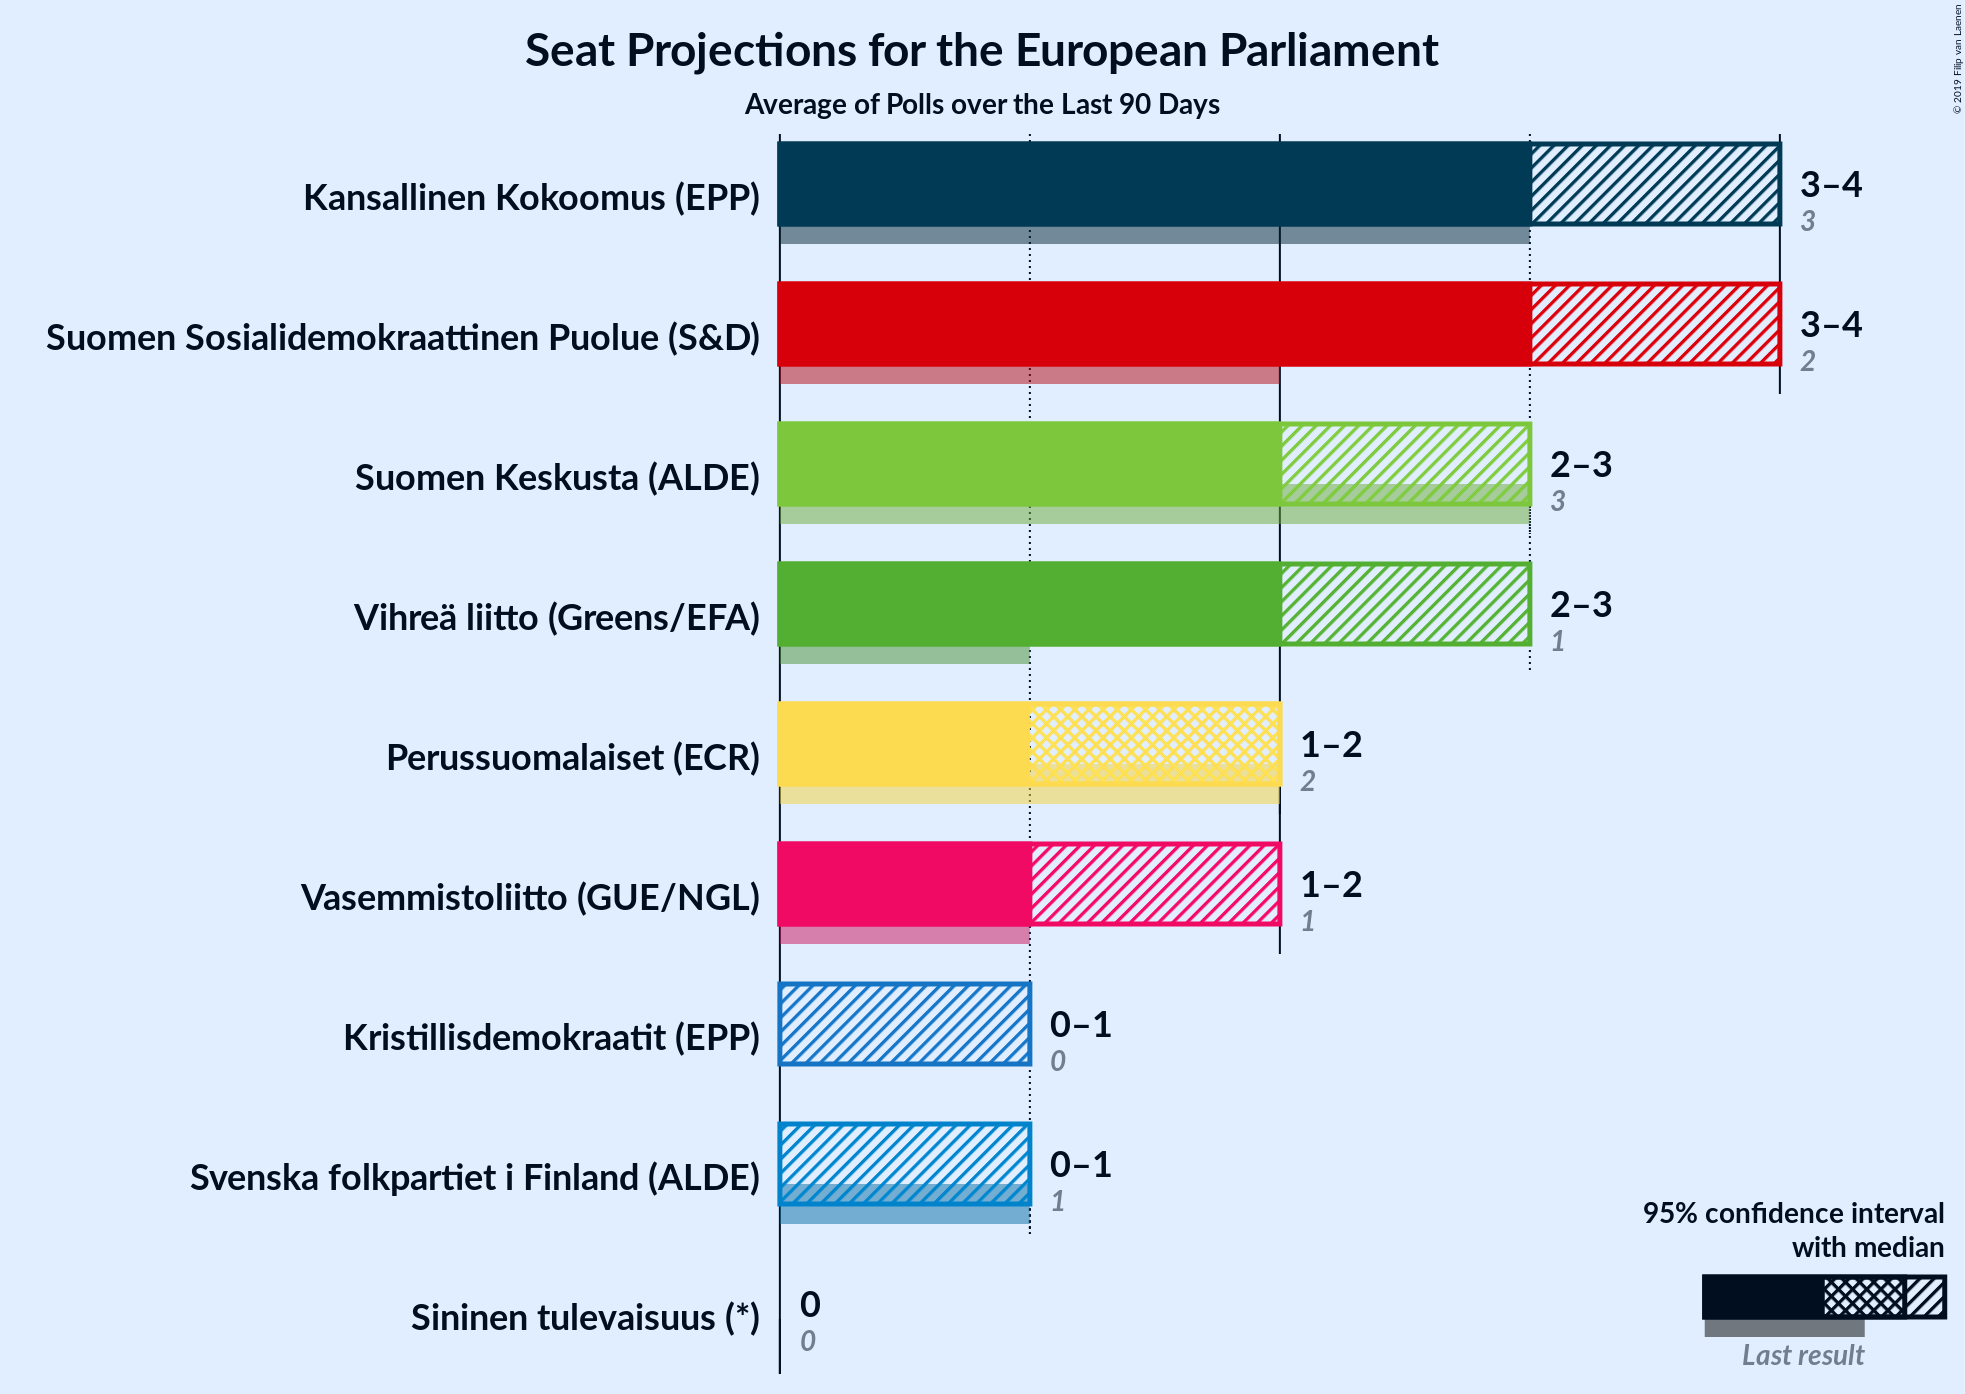 Seat Projections for the European Parliament
Average of Polls over the Last 90 Days
© 2019 Filip van Laenen
Kansallinen Kokoomus (EPP)
3–4
3
Suomen Sosialidemokraattinen Puolue (S&D)
3–4
2
Suomen Keskusta (ALDE)
2–3
3
Vihreä liitto (Greens/EFA)
2–3
1
Perussuomalaiset (ECR)
1–2
2
Vasemmistoliitto (GUE/NGL)
1–2
1
Kristillisdemokraatit (EPP)
0–1
0
Svenska folkpartiet i Finland (ALDE)
0–1
1
Sininen tulevaisuus (*)
0
0
95% confidence interval
with median
Last result